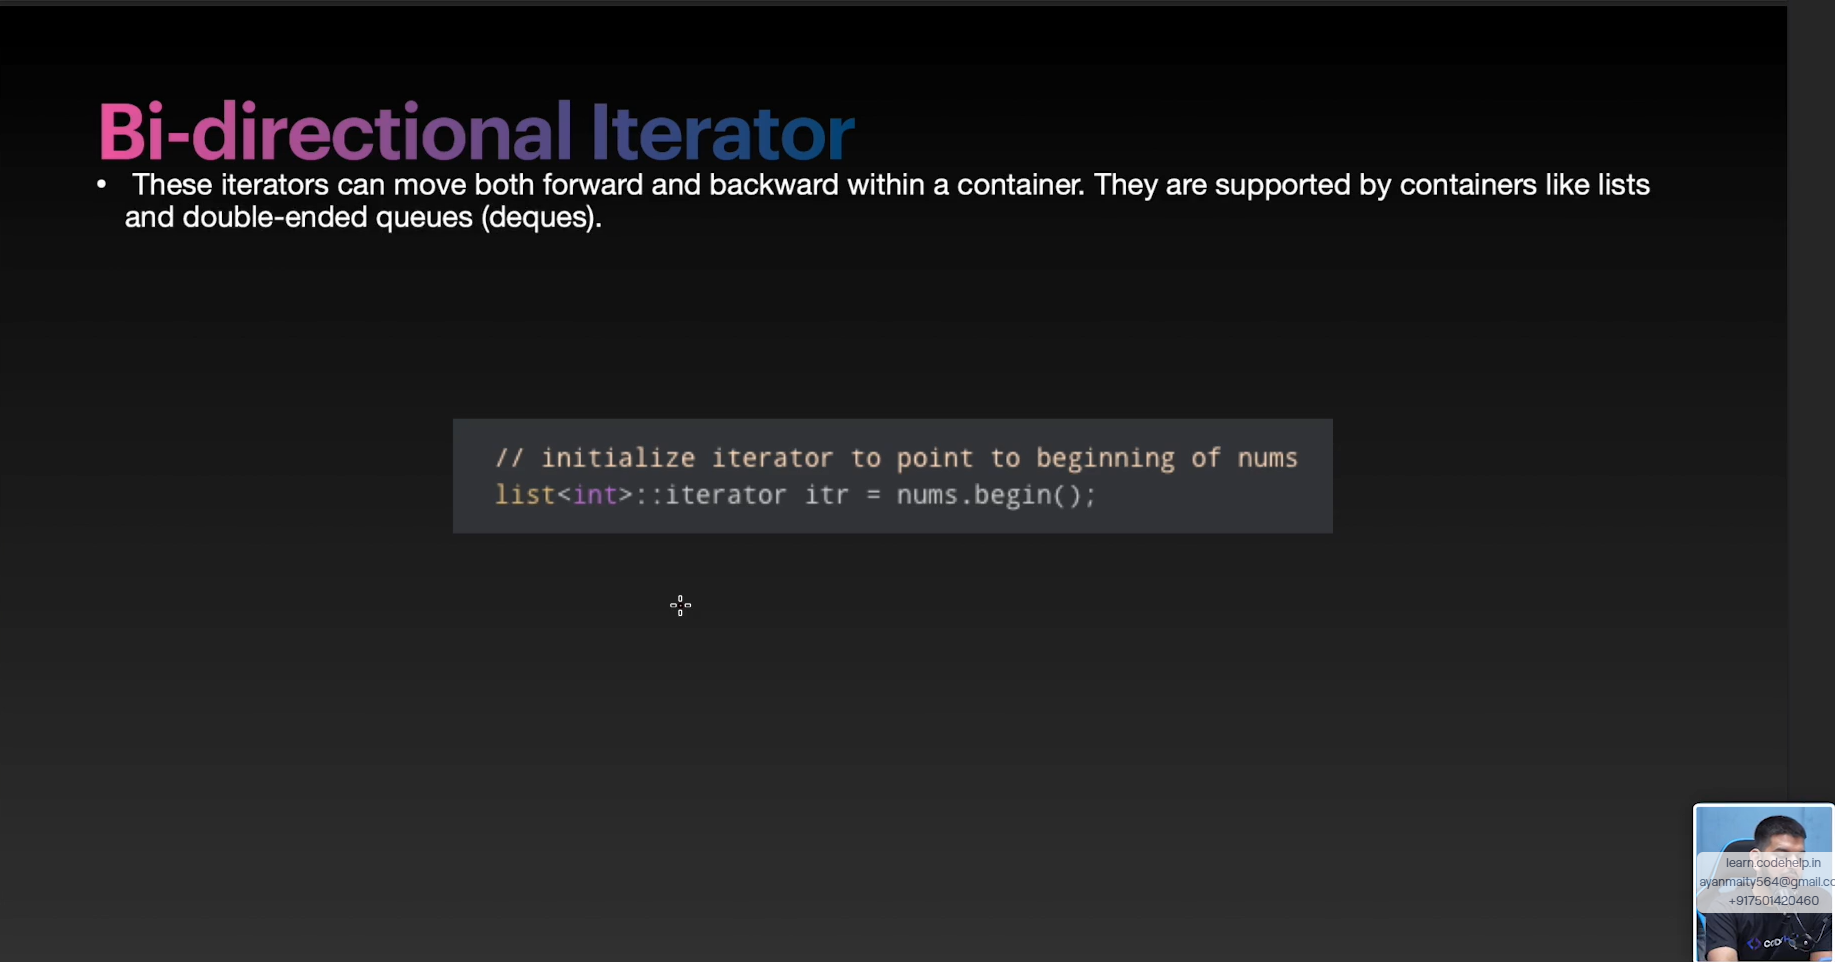 Bi-directional Iterator
• These iterators can move both forward and backward within a container. They are supported by containers like lists
and double-ended queues (deques).
// initialize iterator to point to beginning of nums
list<int>::iterator itr = nums.begin();
learn.codehelp.in
ayanmaity564@gmail.co
+917501420460